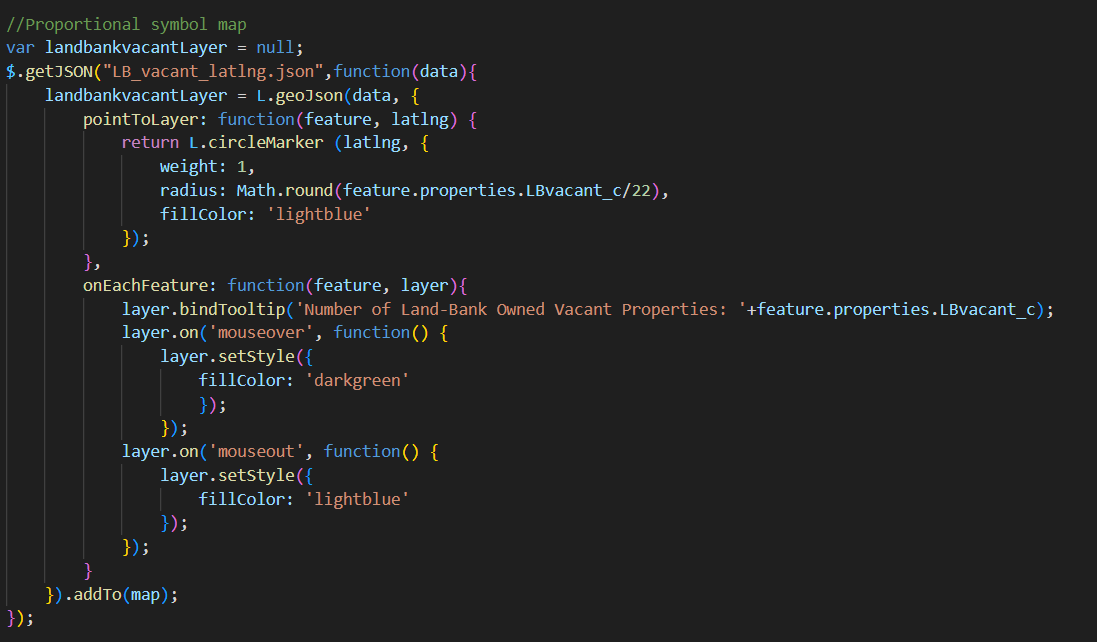 //Proportional symbol map
var landbankvacantLayer = null;
$.getJSON("LB_vacant_latlng.json",function(data){
    landbankvacantLayer = L.geoJson(data, {
        pointToLayer: function(feature, latlng) {
            return L.circleMarker (latlng, {
                weight: 1,
                radius: Math.round(feature.properties.LBvacant_c/22),
                fillColor: 'lightblue'
            });
        },
        onEachFeature: function(feature, layer){
            layer.bindTooltip('Number of Land-Bank Owned Vacant Properties: '+feature.properties.LBvacant_c);
            layer.on('mouseover', function() {
                layer.setStyle({
                    fillColor: 'darkgreen'
                    });
                });
            layer.on('mouseout', function() {
                layer.setStyle({
                    fillColor: 'lightblue'
                });
            });
        }
    }).addTo(map);
});